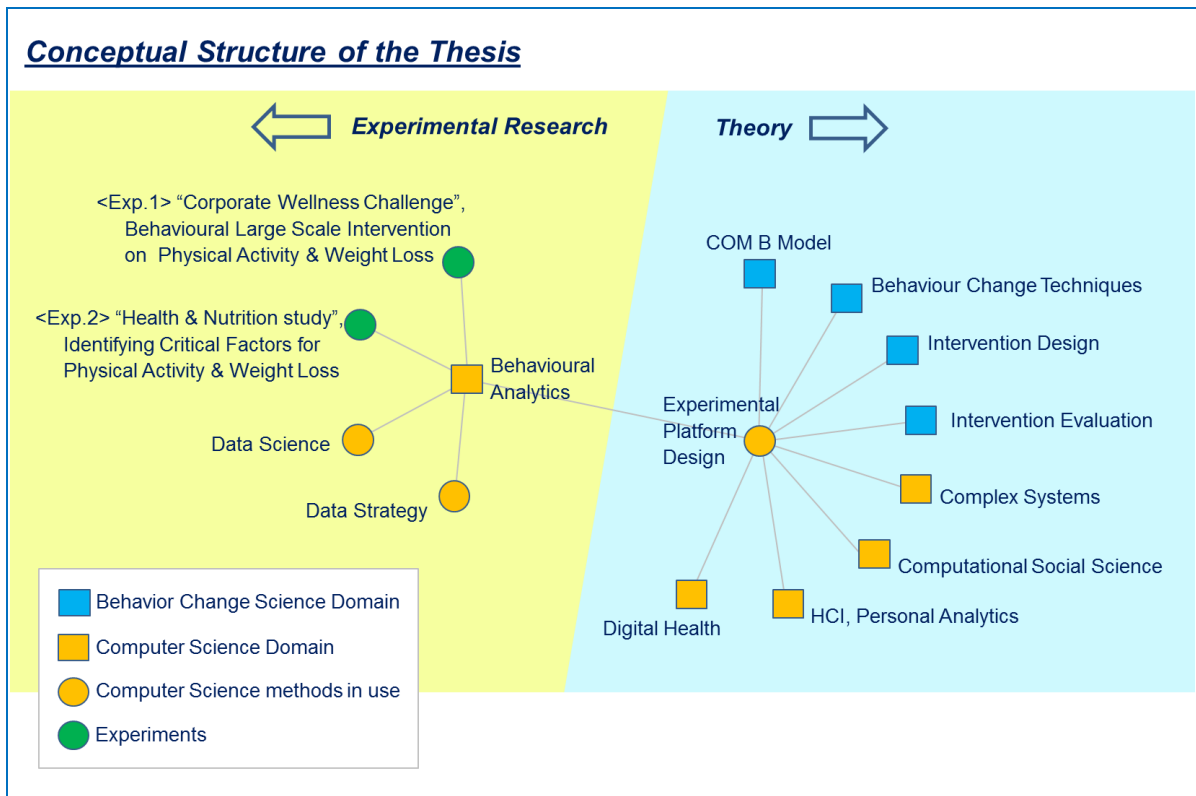 Conceptual Structure of the Thesis
Experimental Research
Theory
<Exp.1> “Corporate Wellness Challenge”,
Behavioural Large Scale Intervention
on Physical Activity & Weight Loss
<Exp.2> “Health & Nutrition study”,
Identifying Critical Factors for
Physical Activity & Weight Loss
Behavioural
Analytics
Data Science
Data Strategy
COM B Model
Behaviour Change Techniques
Intervention Design
Experimental
Platform
Design
Intervention Evaluation
Complex Systems
Computational Social Science
HCI, Personal Analytics
Digital Health
Behavior Change Science Domain
Computer Science Domain
Computer Science methods in use
Experiments